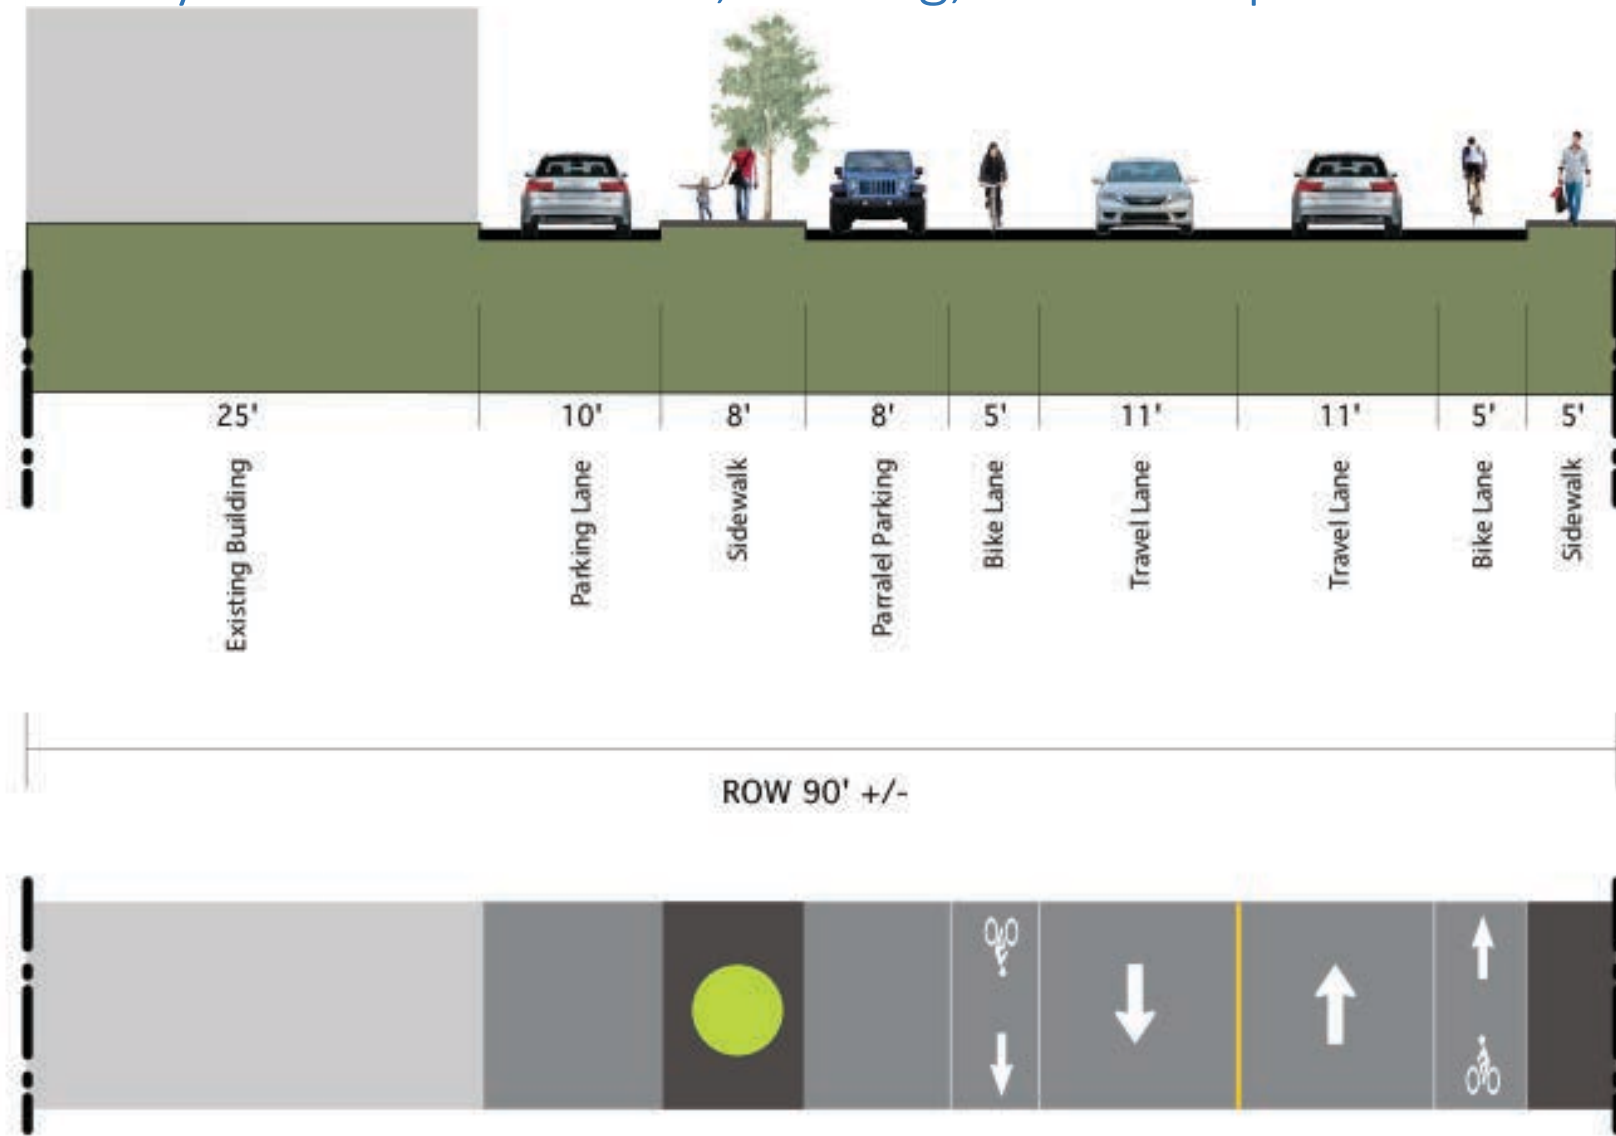 25' 10' 8' 8' 5' 11' 11' 5' 5'
Existing Building
Parking Lane
Sidewalk
Parralel Parking
Bike Lane
Travel Lane
Travel Lane
Bike Lane
Sidewalk
ROW 90' +/-